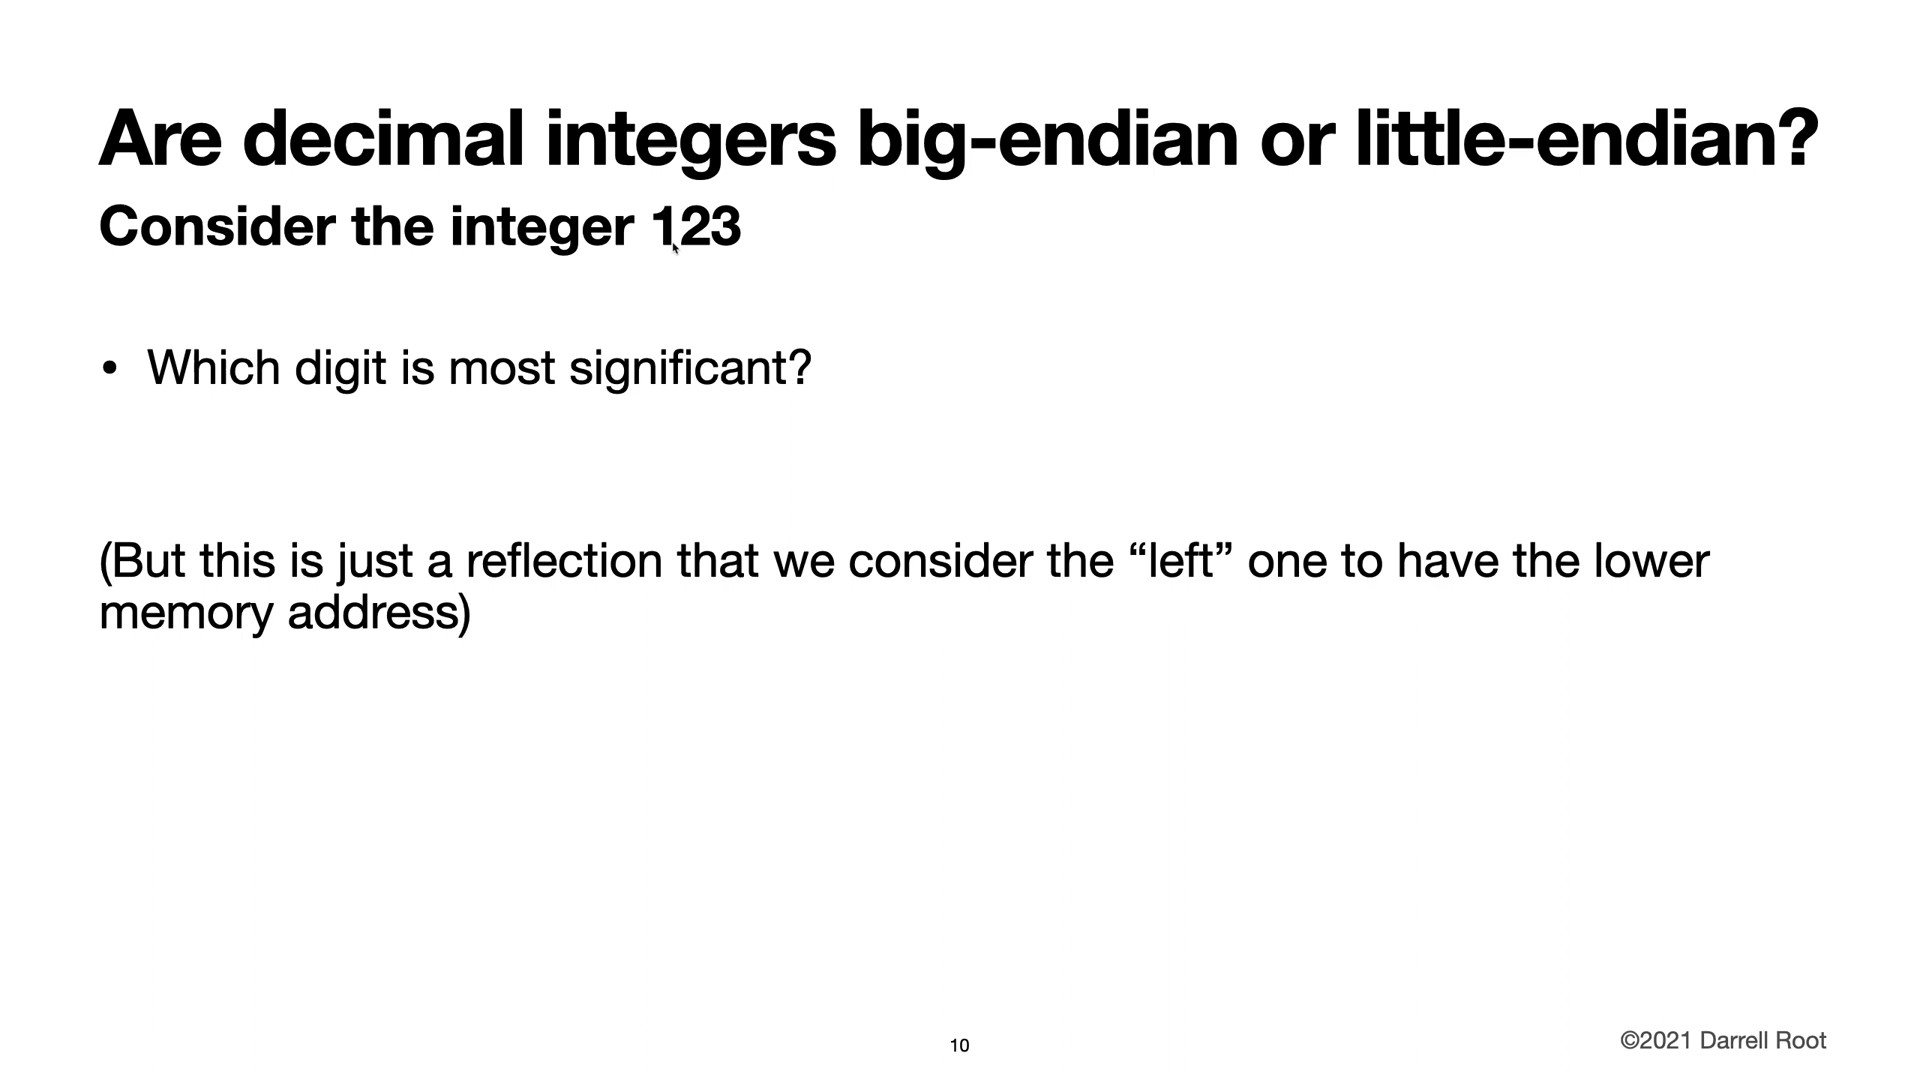 Are decimal integers big-endian or little-endian?
Consider the integer 123
• Which digit is most significant?
(But this is just a reflection that we consider the “left” one to have the lower
memory address)
10
©2021 Darrell Root